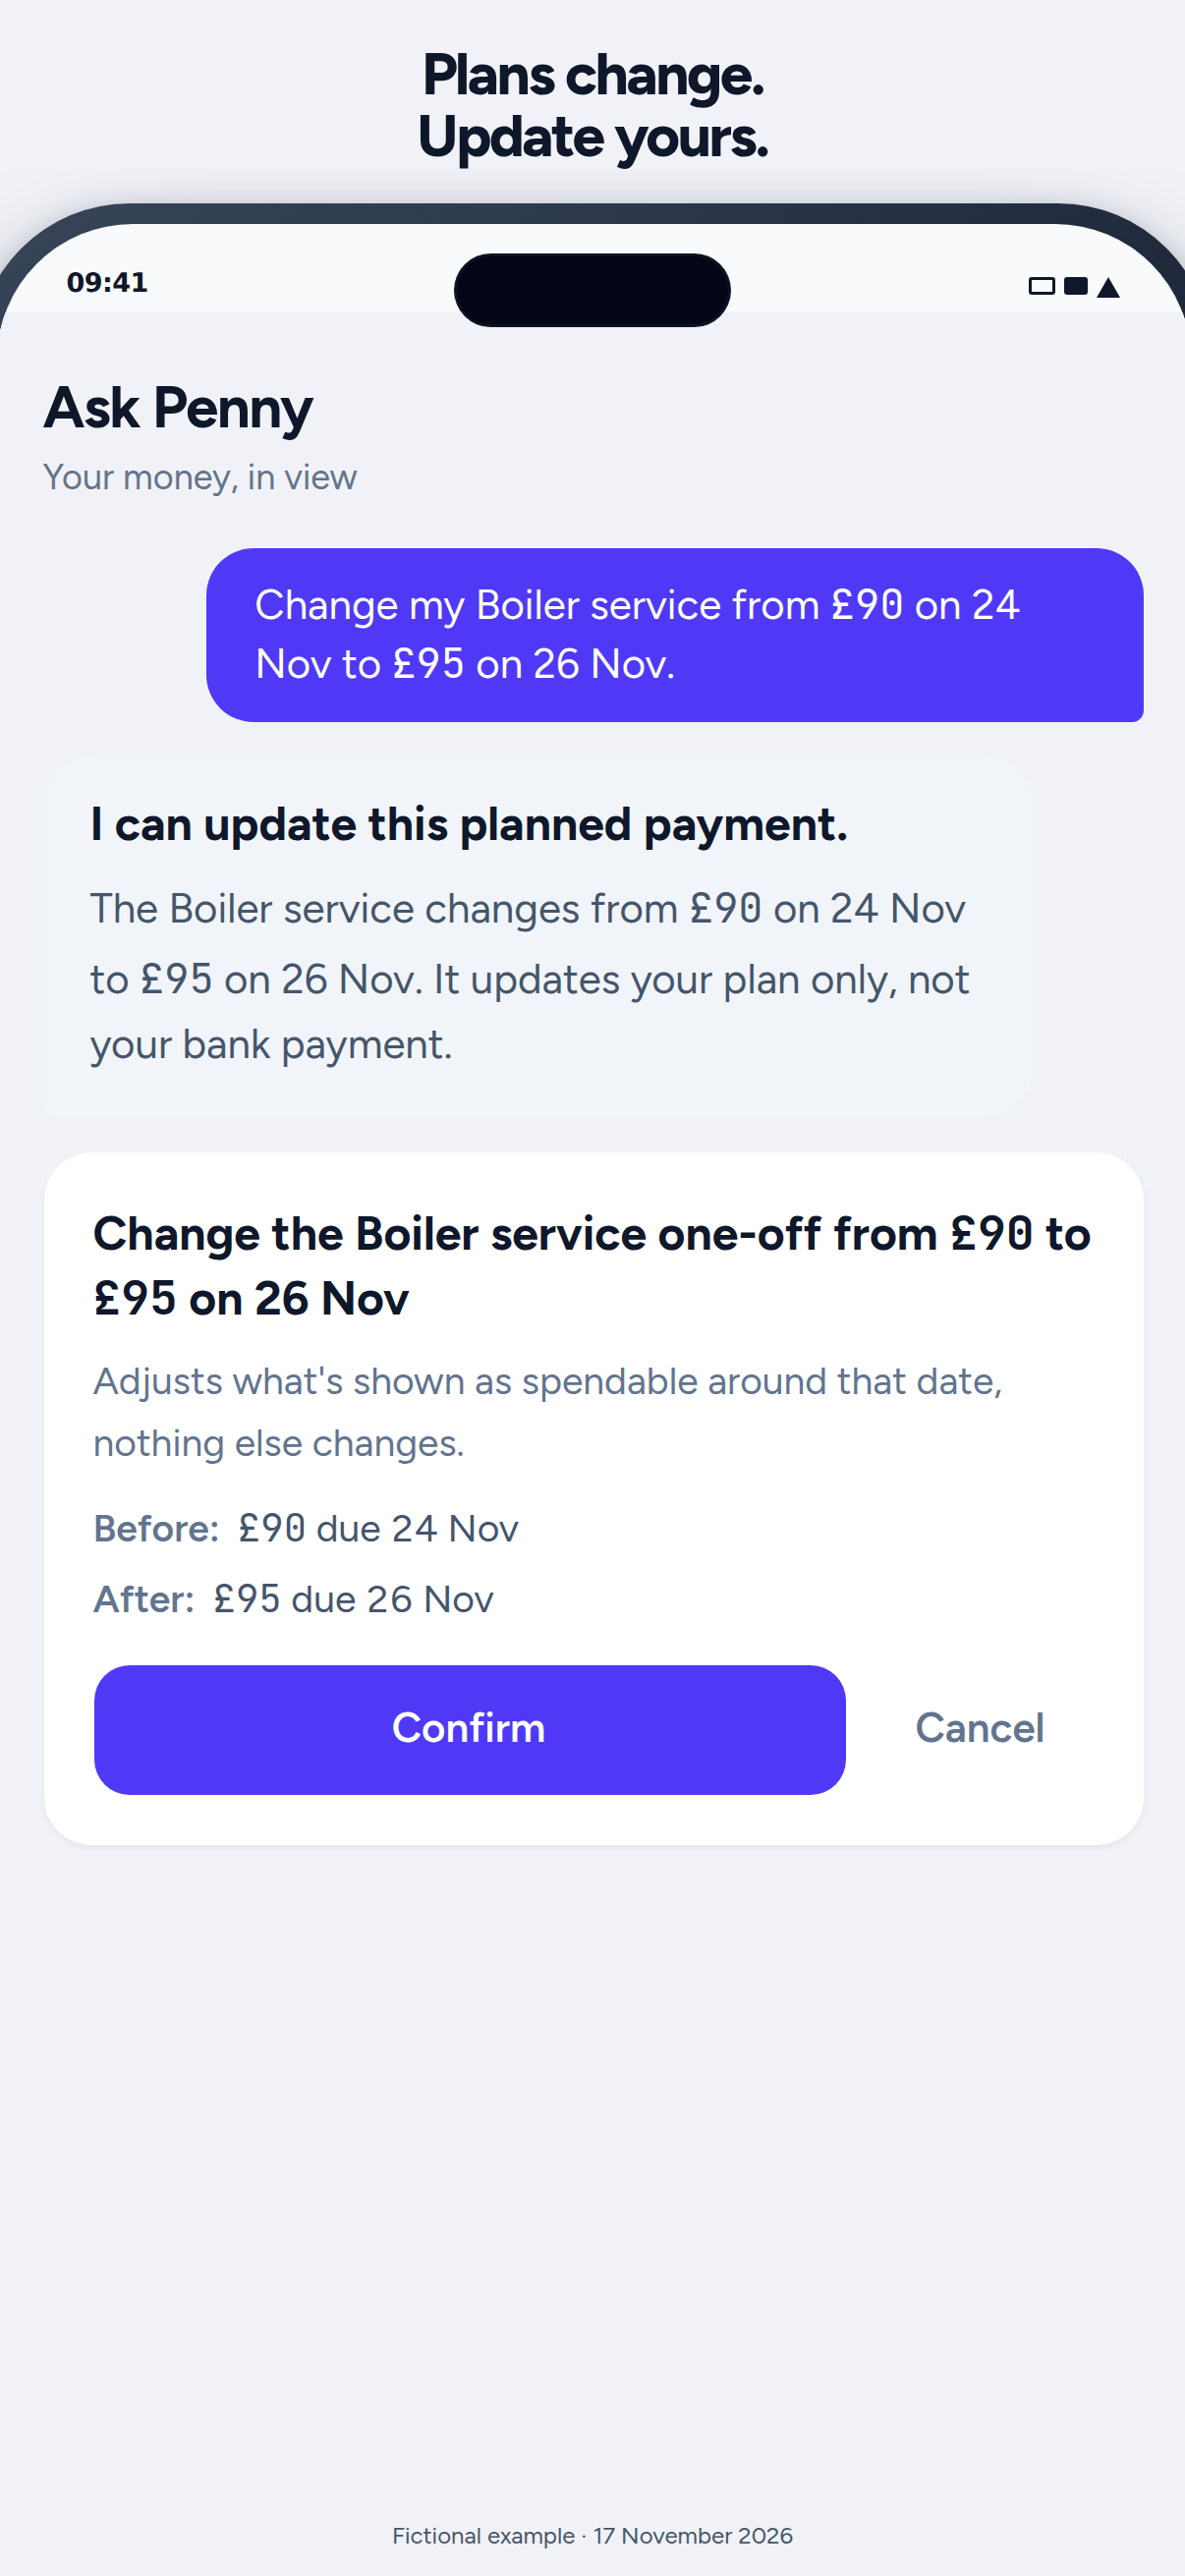 Plans change.
Update yours.
09:41
Ask Penny
Your money, in view
Change my Boiler service from £90 on 24
Nov to £95 on 26 Nov.
I can update this planned payment.
The Boiler service changes from £90 on 24 Nov
to £95 on 26 Nov. It updates your plan only, not
your bank payment.
Change the Boiler service one-off from £90 to
£95 on 26 Nov
Adjusts what's shown as spendable around that date,
nothing else changes.
Before: £90 due 24 Nov
After: £95 due 26 Nov
Confirm
Cancel
Fictional example · 17 November 2026